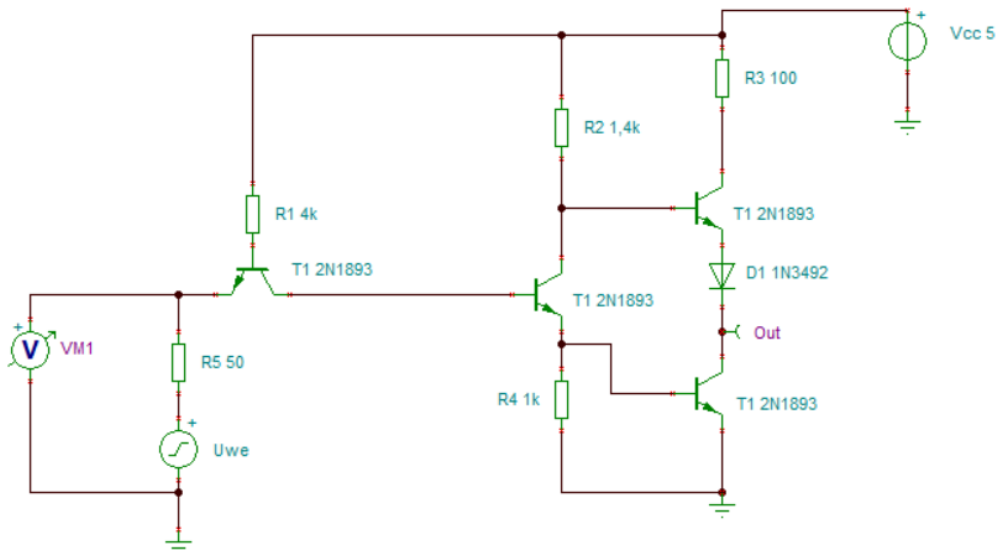 +
Vcc 5
R3 100
R2 1,4k
R1 4k
T1 2N1893
T1 2N1893
D1 1N3492
T1 2N1893
+
V
VM1
Out
R5 50
R4 1k
T1 2N1893
+
Uwe